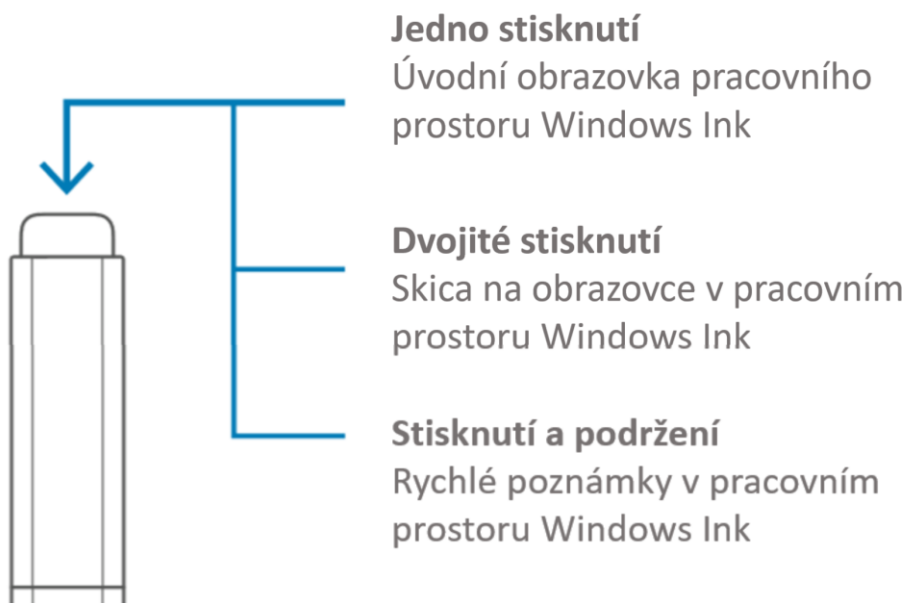 Jedno stisknutí
Úvodní obrazovka pracovního
prostoru Windows Ink
Dvojité stisknutí
Skica na obrazovce v pracovním
prostoru Windows Ink
Stisknutí a podržení
Rychlé poznámky v pracovním
prostoru Windows Ink